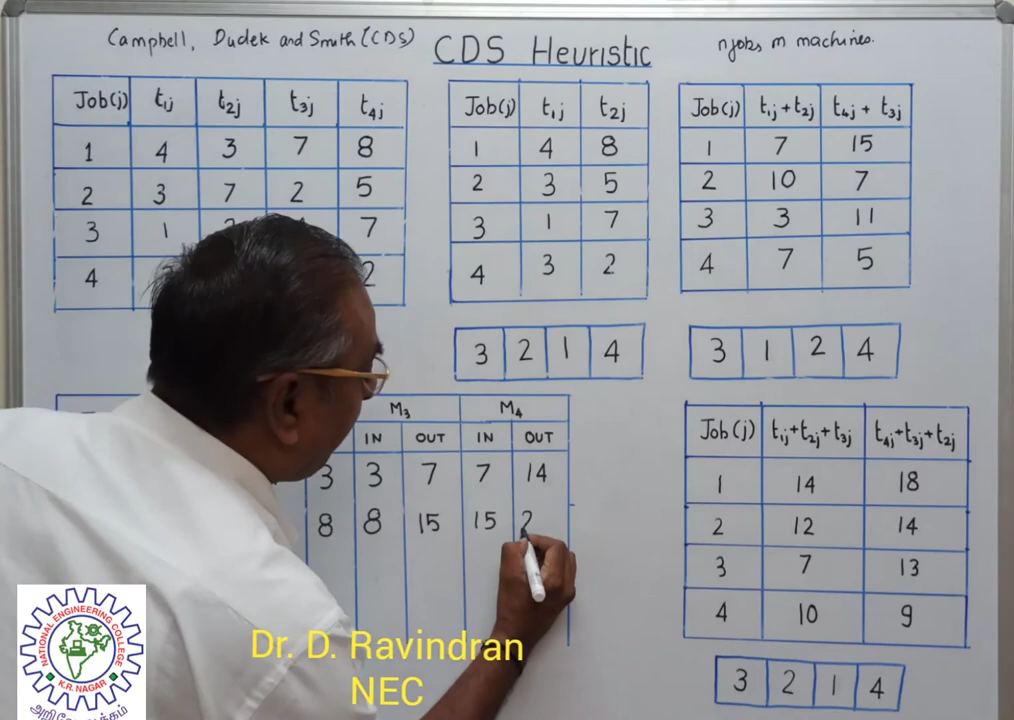 Campbell, Dudek and Smith (CDS)
CDS Heuristic
n jobs m machines.
Job(j) t1j t2j t3j t4j
1 4 3 7 8
2 3 7 2 5
3 1 7
4 2
Job(j) t1j t2j
1 4 8
2 3 5
3 1 7
4 3 2
3 2 1 4
Job(j) t1j + t2j t4j + t3j
1 7 15
2 10 7
3 3 11
4 7 5
3 1 2 4
M3 M4
IN OUT IN OUT
3 3 7 7 14
8 8 15 15 2
Job(j) t1j+t2j+t3j t4j+t3j+t2j
1 14 18
2 12 14
3 7 13
4 10 9
3 2 1 4
NATIONAL ENGINEERING COLLEGE
K.R. NAGAR
Dr. D. Ravindran
NEC